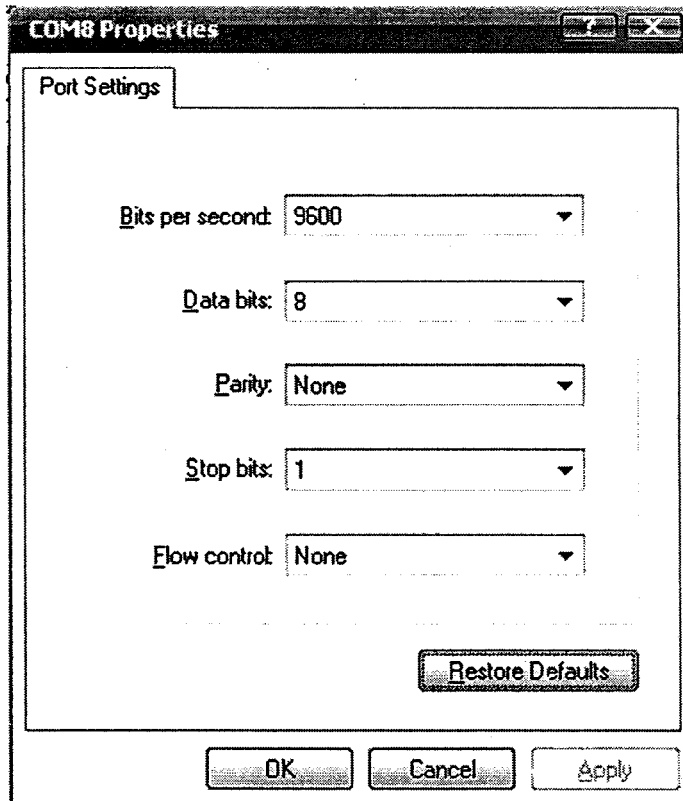 COM8 Properties
? X
Port Settings
Bits per second: 9600
Data bits: 8
Parity: None
Stop bits: 1
Flow control: None
Restore Defaults
OK Cancel Apply